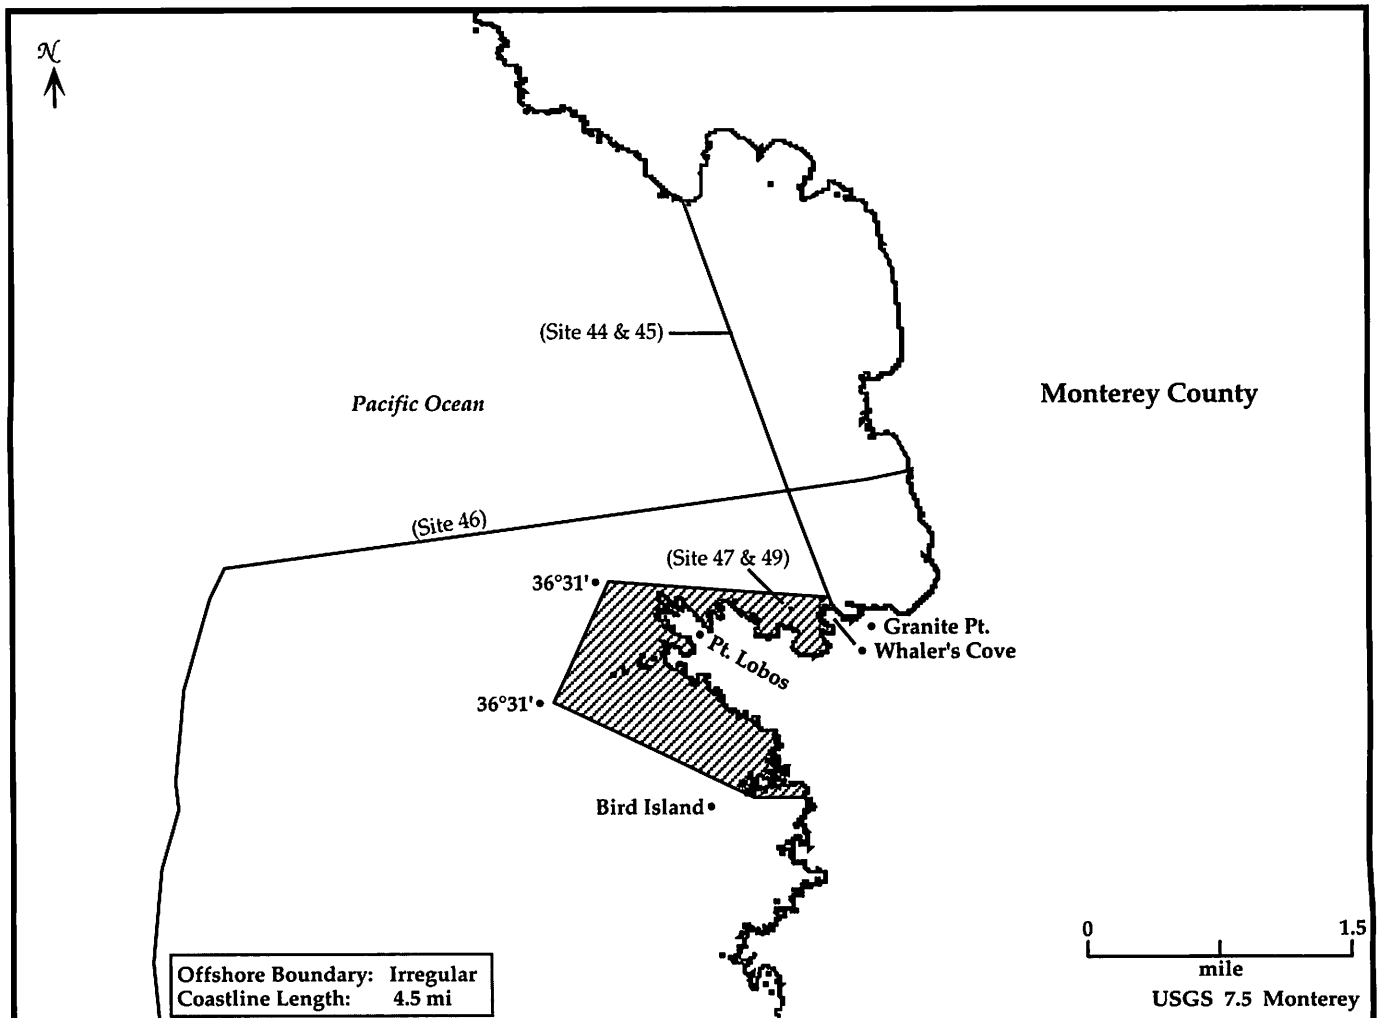 N
(Site 44 & 45)
Monterey County
Pacific Ocean
(Site 46)
(Site 47 & 49)
36°31'
Granite Pt.
Whaler's Cove
Pt. Lobos
36°31'
Bird Island
0 1.5
mile
USGS 7.5 Monterey
Offshore Boundary: Irregular
Coastline Length: 4.5 mi